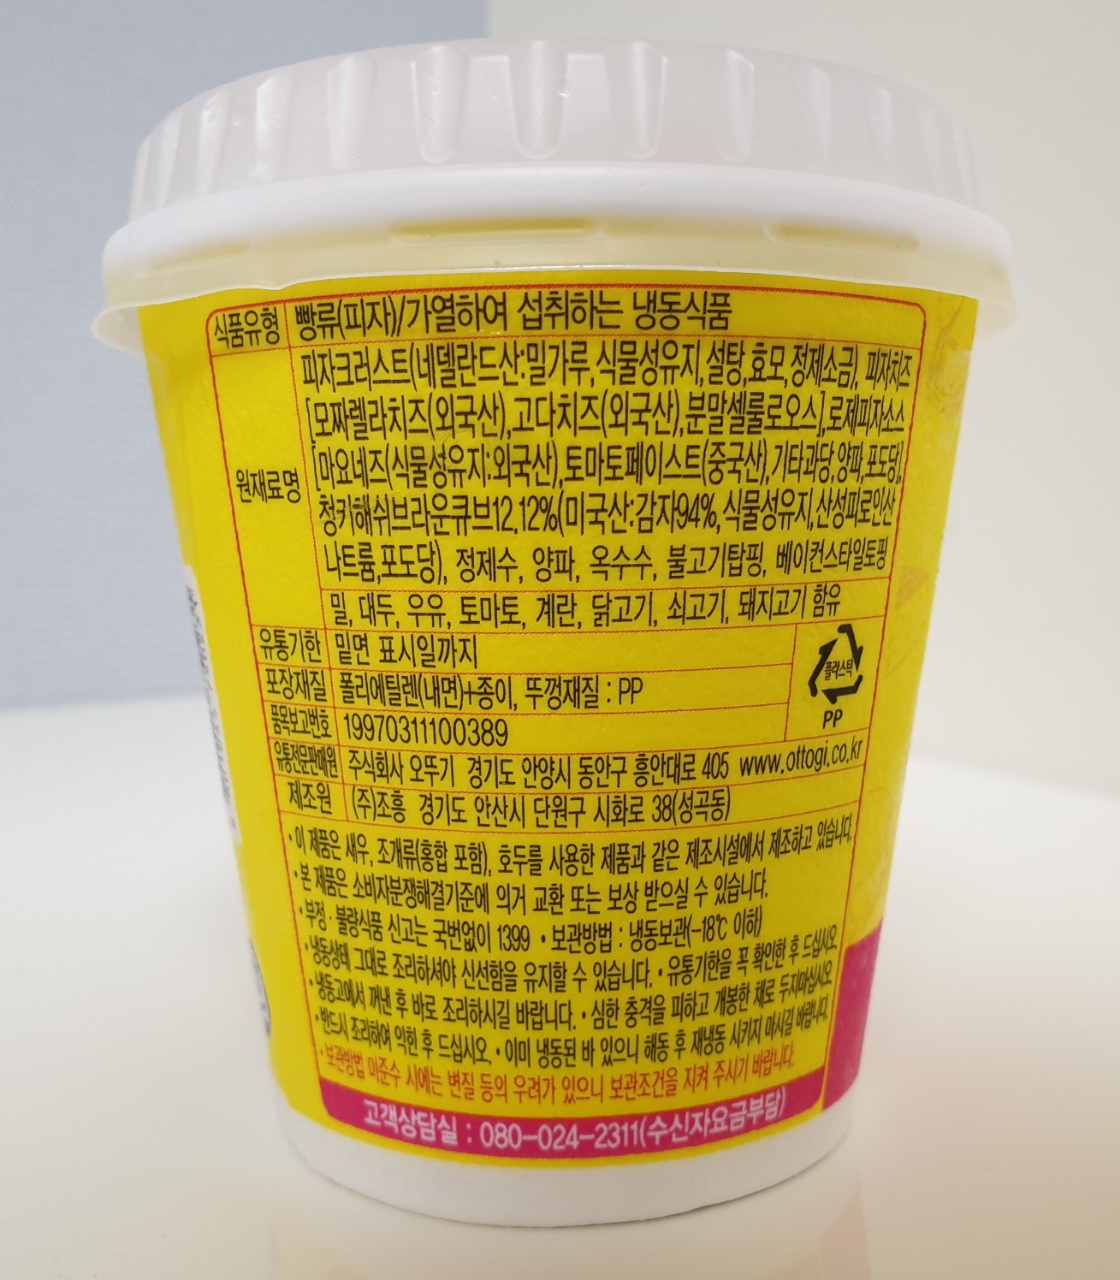 식품유형 빵류(피자)/가열하여 섭취하는 냉동식품
원재료명
피자크러스트(네델란드산:밀가루,식물성유지,설탕,효모,정제소금), 피자치즈
[모짜렐라치즈(외국산),고다치즈(외국산),분말셀룰로오스],로제피자소스
[마요네즈(식물성유지:외국산),토마토페이스트(중국산),기타과당,양파,포도당],
청키해쉬브라운큐브12.12%(미국산:감자94%,식물성유지,산성피로인산
나트륨,포도당), 정제수, 양파, 옥수수, 불고기탑핑, 베이컨스타일토핑
밀, 대두, 우유, 토마토, 계란, 닭고기, 쇠고기, 돼지고기 함유
유통기한 밑면 표시일까지
포장재질 폴리에틸렌(내면)+종이, 뚜껑재질 : PP
플라스틱
PP
품목보고번호 19970311100389
유통전문판매원 주식회사 오뚜기 경기도 안양시 동안구 흥안대로 405 www.ottogi.co.kr
제조원 (주)조흥 경기도 안산시 단원구 시화로 38(성곡동)
·이 제품은 새우, 조개류(홍합 포함), 호두를 사용한 제품과 같은 제조시설에서 제조하고 있습니다.
·본 제품은 소비자분쟁해결기준에 의거 교환 또는 보상 받으실 수 있습니다.
·부정·불량식품 신고는 국번없이 1399 ·보관방법 : 냉동보관(-18℃ 이하)
·냉동상태 그대로 조리하셔야 신선함을 유지할 수 있습니다. ·유통기한을 꼭 확인한 후 드십시오.
·냉동고에서 꺼낸 후 바로 조리하시길 바랍니다. ·심한 충격을 피하고 개봉한 채로 두지마십시오.
·반드시 조리하여 익힌 후 드십시오. ·이미 냉동된 바 있으니 해동 후 재냉동 시키지 마시길 바랍니다.
·보관방법 미준수 시에는 변질 등의 우려가 있으니 보관조건을 지켜 주시기 바랍니다.
고객상담실 : 080-024-2311(수신자요금부담)